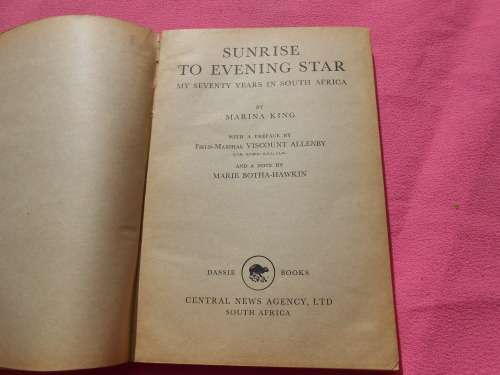 SUNRISE
TO EVENING STAR
MY SEVENTY YEARS IN SOUTH AFRICA
BY
MARINA KING
WITH A PREFACE BY
FIELD-MARSHAL VISCOUNT ALLENBY
AND A NOTE BY
MARIE BOTHA-HAWKIN
DASSIE BOOKS
CENTRAL NEWS AGENCY, LTD
SOUTH AFRICA